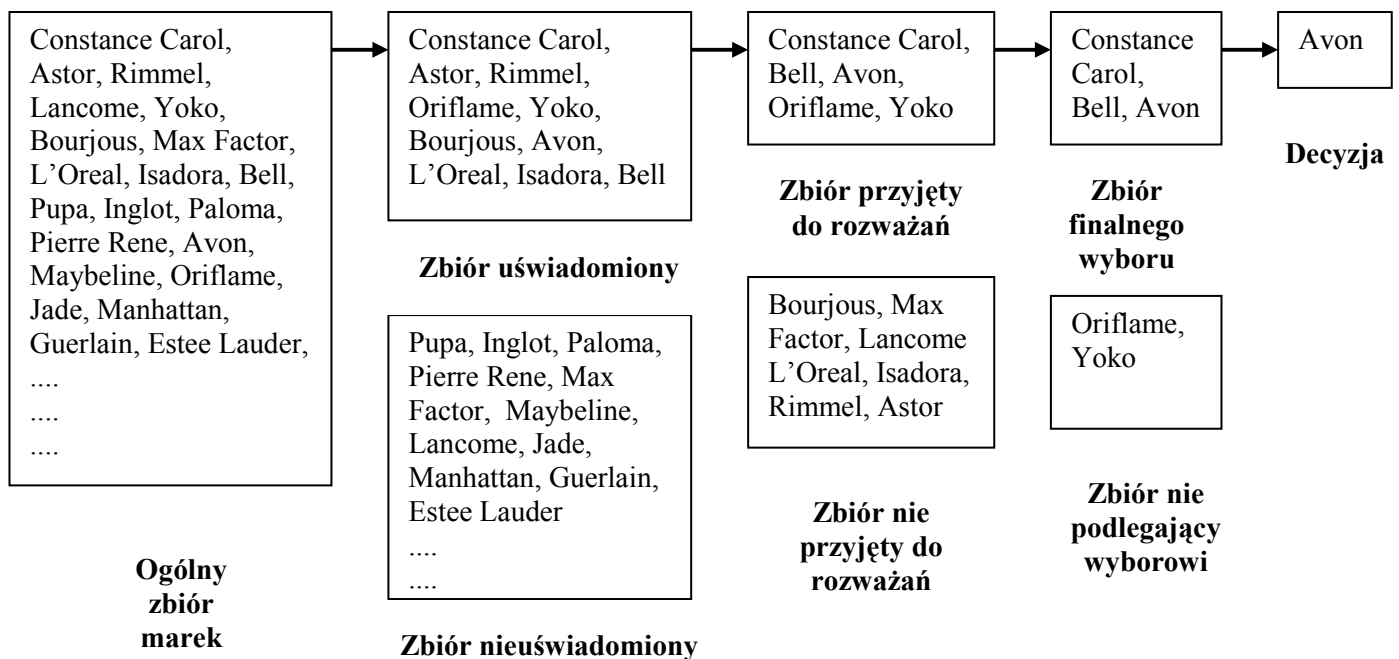 Constance Carol,
Astor, Rimmel,
Lancome, Yoko,
Bourjous, Max Factor,
L’Oreal, Isadora, Bell,
Pupa, Inglot, Paloma,
Pierre Rene, Avon,
Maybeline, Oriflame,
Jade, Manhattan,
Guerlain, Estee Lauder,
....
....
....
Ogólny
zbiór
marek
Constance Carol,
Astor, Rimmel,
Oriflame, Yoko,
Bourjous, Avon,
L’Oreal, Isadora, Bell
Zbiór uświadomiony
Pupa, Inglot, Paloma,
Pierre Rene, Max
Factor, Maybeline,
Lancome, Jade,
Manhattan, Guerlain,
Estee Lauder
....
....
Zbiór nieuświadomiony
Constance Carol,
Bell, Avon,
Oriflame, Yoko
Zbiór przyjęty
do rozważań
Bourjous, Max
Factor, Lancome
L’Oreal, Isadora,
Rimmel, Astor
Zbiór nie
przyjęty do
rozważań
Constance
Carol,
Bell, Avon
Zbiór
finalnego
wyboru
Oriflame,
Yoko
Zbiór nie
podlegający
wyborowi
Avon
Decyzja